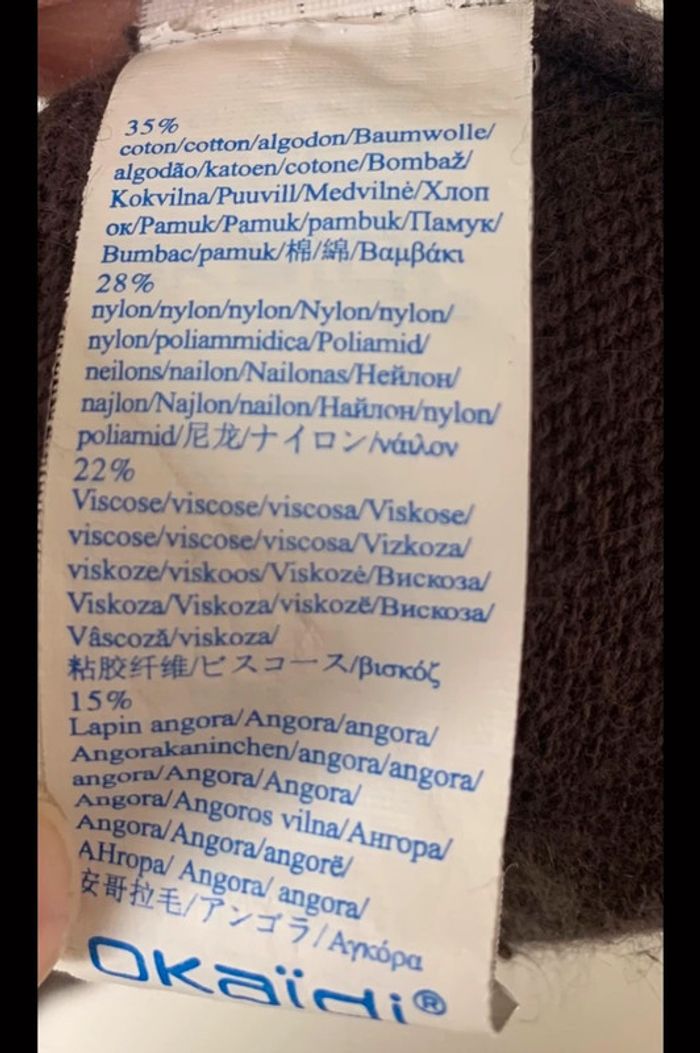 35%
coton/cotton/algodon/Baumwolle/
algodão/katoen/cotone/Bombaž/
Kokvilna/Puuvill/Medvilnė/Хлоп
ок/Pamuk/Pamuk/pambuk/Памук/
Bumbac/pamuk/棉/綿/Βαμβάκι
28%
nylon/nylon/nylon/Nylon/nylon/
nylon/poliammidica/Poliamid/
neilons/nailon/Nailonas/Нейлон/
najlon/Najlon/nailon/Найлон/nylon/
poliamid/尼龙/ナイロン/νάιλον
22%
Viscose/viscose/viscosa/Viskose/
viscose/viscose/viscosa/Vizkoza/
viskoze/viskoos/Viskozė/Вискоза/
Viskoza/Viskoza/viskozë/Вискоза/
Vâscoză/viskoza/
粘胶纤维/ビスコース/βισκόζ
15%
Lapin angora/Angora/angora/
Angorakaninchen/angora/angora/
angora/Angora/Angora/
Angora/Angoros vilna/Ангора/
Angora/Angora/angorë/
АНгора/ Angora/ angora/
安哥拉毛/アンゴラ/Αγκόρα
OKaïdi®